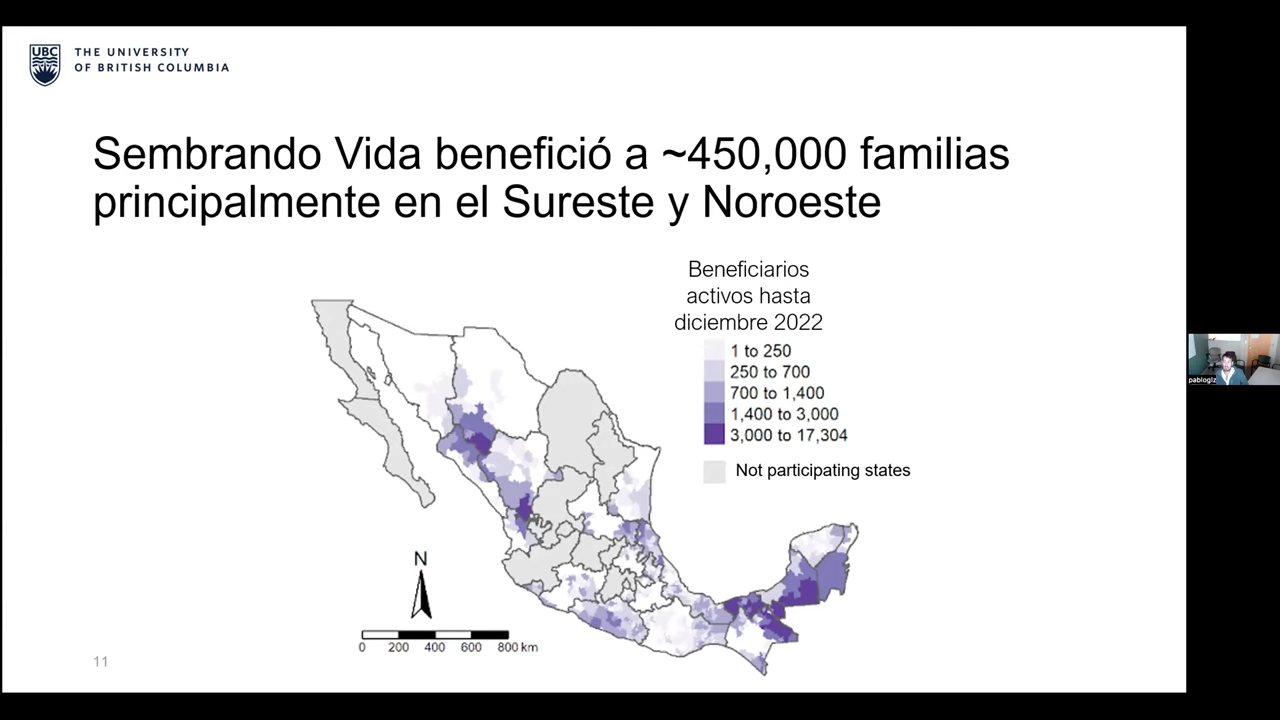 UBC
THE UNIVERSITY
OF BRITISH COLUMBIA
Sembrando Vida benefició a ~450,000 familias
principalmente en el Sureste y Noroeste
Beneficiarios
activos hasta
diciembre 2022
1 to 250
250 to 700
700 to 1,400
1,400 to 3,000
3,000 to 17,304
Not participating states
N
0 200 400 600 800 km
11
pabloglz